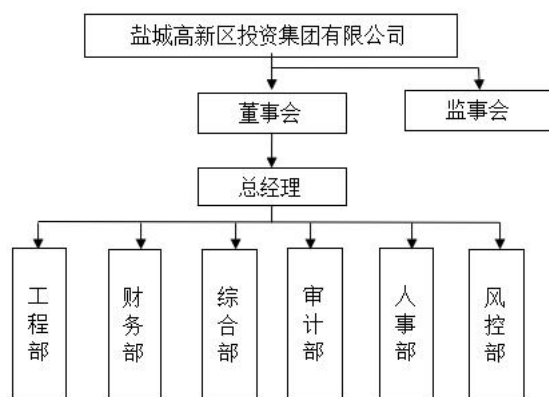 盐城高新区投资集团有限公司
董事会
监事会
总经理
工程部
财务部
综合部
审计部
人事部
风控部